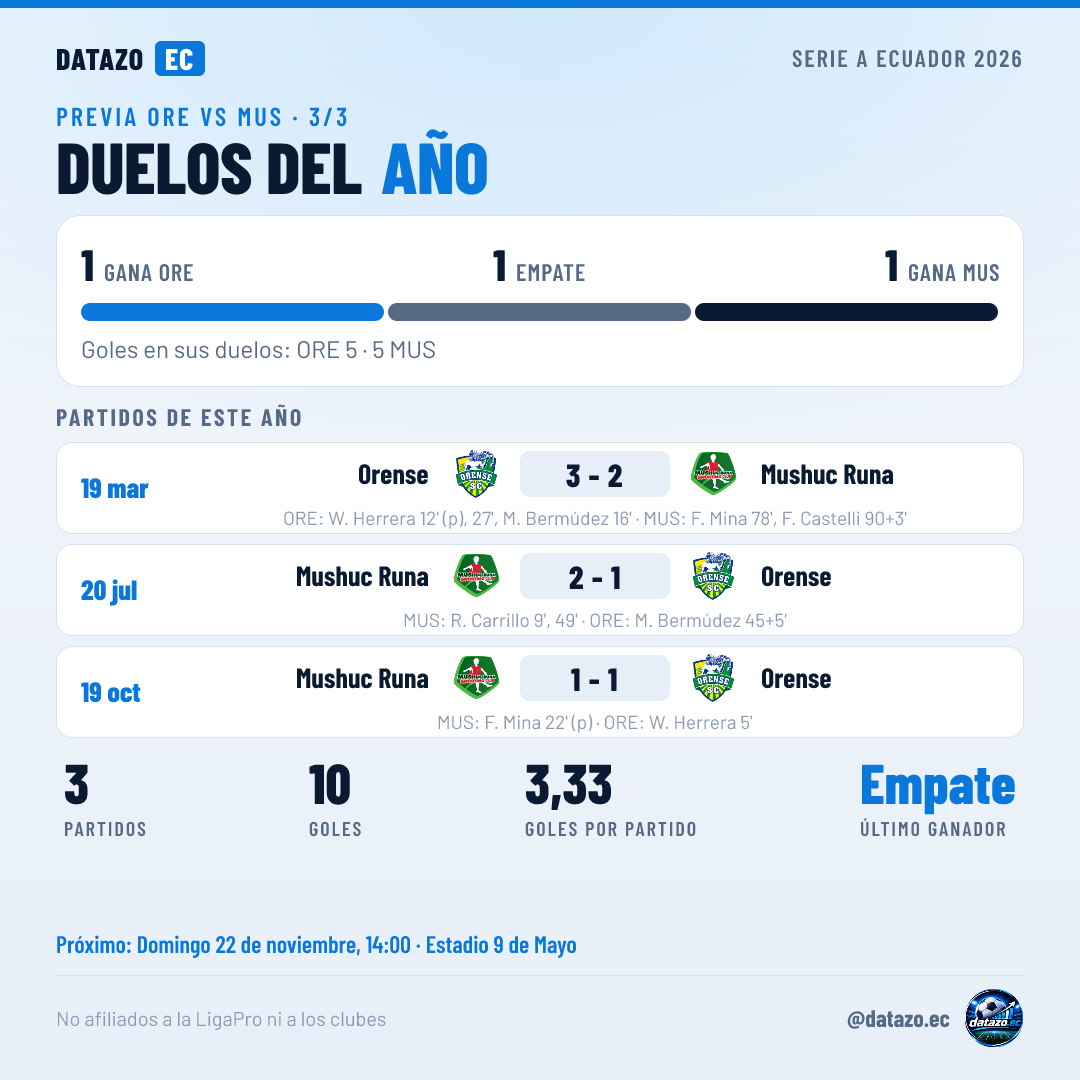 DATAZO EC
SERIE A ECUADOR 2026
PREVIA ORE VS MUS · 3/3
DUELOS DEL AÑO
1 GANA ORE
1 EMPATE
1 GANA MUS
Goles en sus duelos: ORE 5 · 5 MUS
PARTIDOS DE ESTE AÑO
19 mar
Orense 3 - 2 Mushuc Runa
ORE: W. Herrera 12' (p), 27', M. Bermúdez 16' · MUS: F. Mina 78', F. Castelli 90+3'
20 jul
Mushuc Runa 2 - 1 Orense
MUS: R. Carrillo 9', 49' · ORE: M. Bermúdez 45+5'
19 oct
Mushuc Runa 1 - 1 Orense
MUS: F. Mina 22' (p) · ORE: W. Herrera 5'
3
PARTIDOS
10
GOLES
3,33
GOLES POR PARTIDO
Empate
ÚLTIMO GANADOR
Próximo: Domingo 22 de noviembre, 14:00 · Estadio 9 de Mayo
No afiliados a la LigaPro ni a los clubes
@datazo.ec
datazo.ec